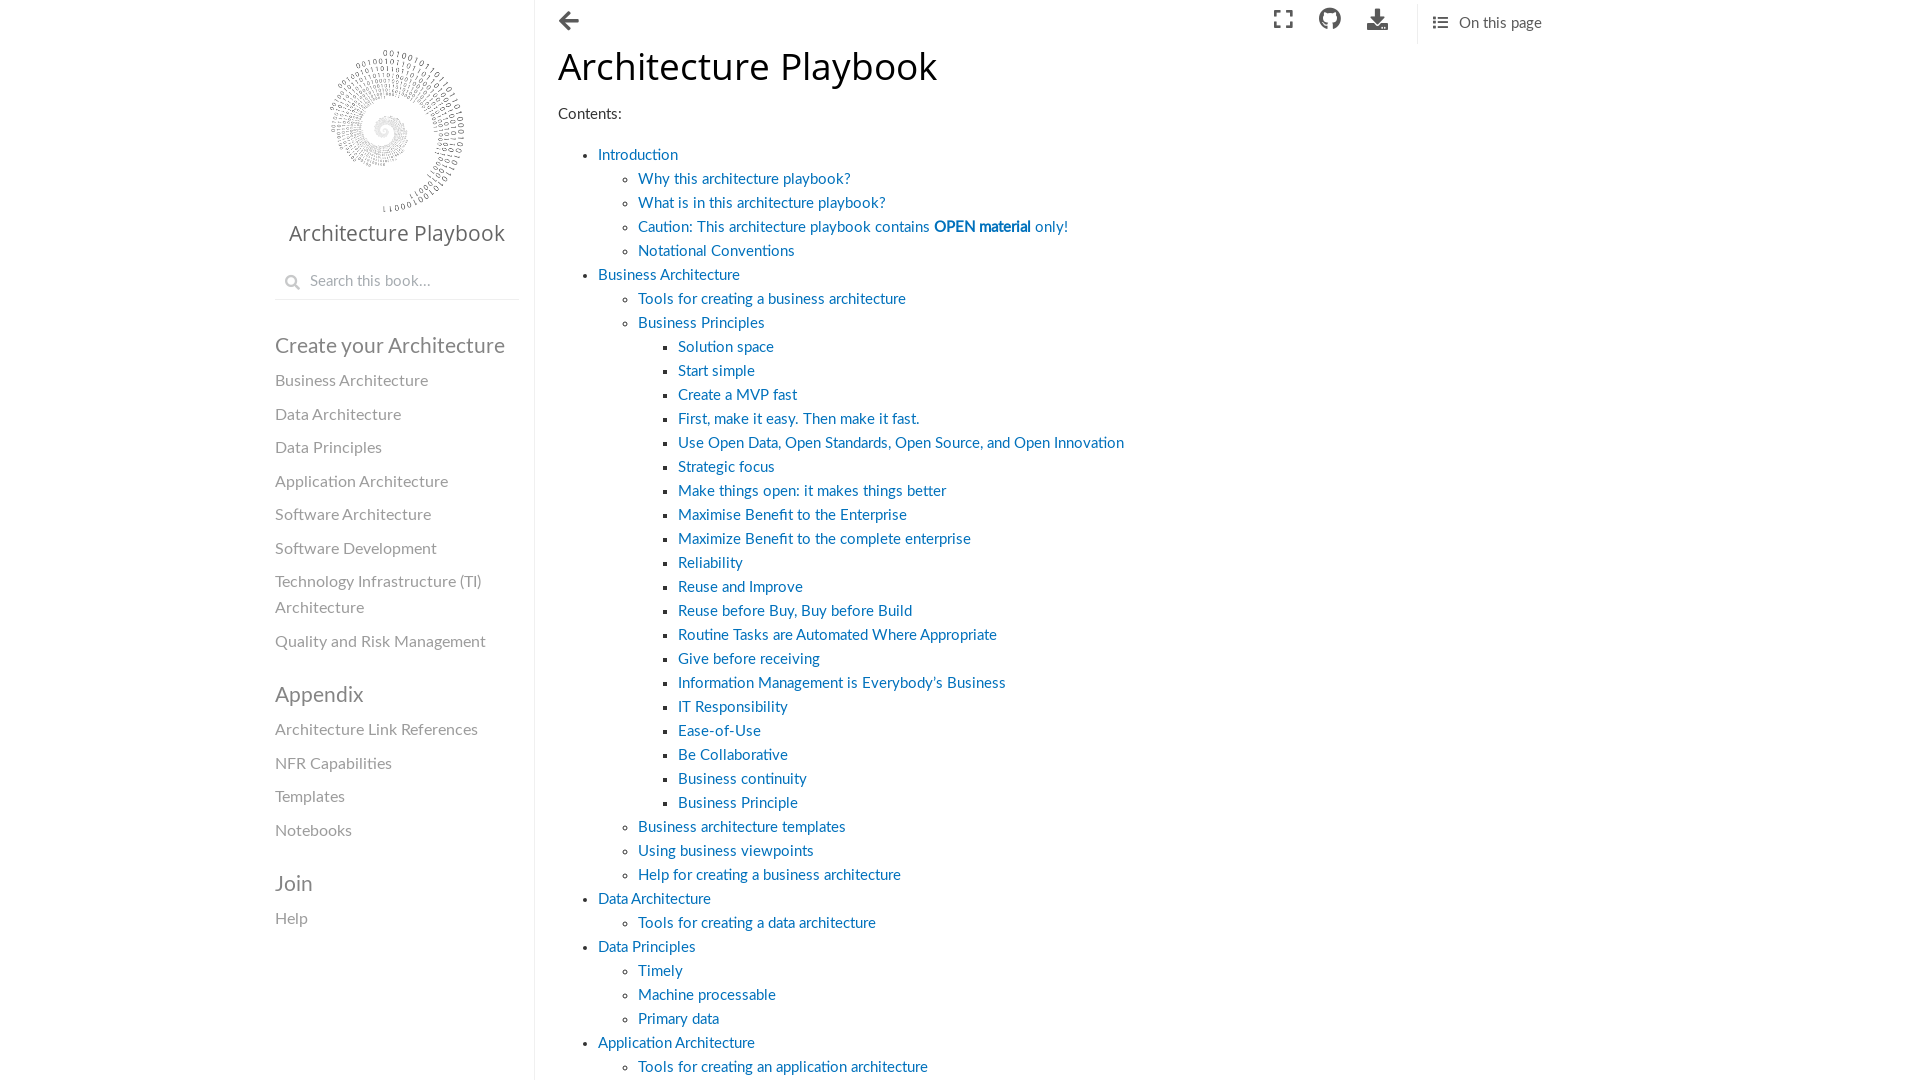 Architecture Playbook
Search this book...
Create your Architecture
Business Architecture
Data Architecture
Data Principles
Application Architecture
Software Architecture
Software Development
Technology Infrastructure (TI)
Architecture
Quality and Risk Management
Appendix
Architecture Link References
NFR Capabilities
Templates
Notebooks
Join
Help
On this page
Architecture Playbook
Contents:
Introduction
Why this architecture playbook?
What is in this architecture playbook?
Caution: This architecture playbook contains OPEN material only!
Notational Conventions
Business Architecture
Tools for creating a business architecture
Business Principles
Solution space
Start simple
Create a MVP fast
First, make it easy. Then make it fast.
Use Open Data, Open Standards, Open Source, and Open Innovation
Strategic focus
Make things open: it makes things better
Maximise Benefit to the Enterprise
Maximize Benefit to the complete enterprise
Reliability
Reuse and Improve
Reuse before Buy, Buy before Build
Routine Tasks are Automated Where Appropriate
Give before receiving
Information Management is Everybody’s Business
IT Responsibility
Ease-of-Use
Be Collaborative
Business continuity
Business Principle
Business architecture templates
Using business viewpoints
Help for creating a business architecture
Data Architecture
Tools for creating a data architecture
Data Principles
Timely
Machine processable
Primary data
Application Architecture
Tools for creating an application architecture